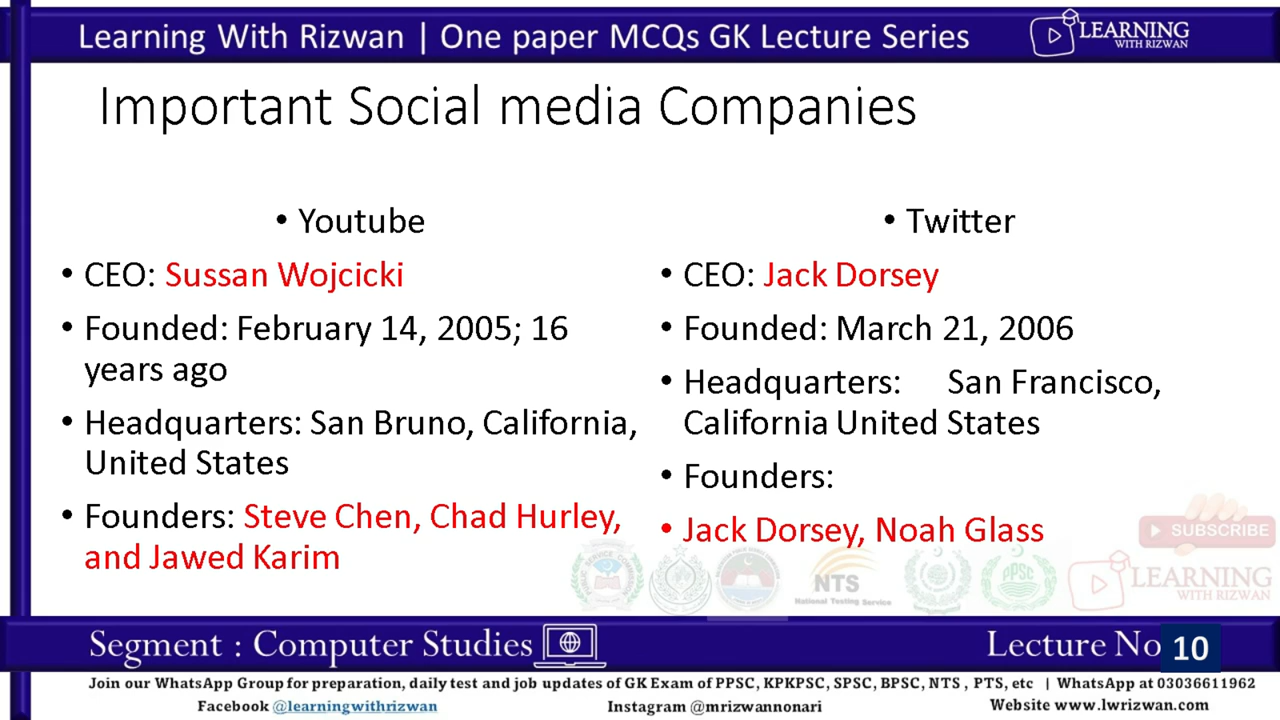 Learning With Rizwan | One paper MCQs GK Lecture Series
LEARNING
WITH RIZWAN
Important Social media Companies
• Youtube
• CEO: Sussan Wojcicki
• Founded: February 14, 2005; 16
years ago
• Headquarters: San Bruno, California,
United States
• Founders: Steve Chen, Chad Hurley,
and Jawed Karim
• Twitter
• CEO: Jack Dorsey
• Founded: March 21, 2006
• Headquarters: San Francisco,
California United States
• Founders:
• Jack Dorsey, Noah Glass
SUBSCRIBE
NTS
National Testing Service
PPSC
LEARNING
WITH RIZWAN
Segment : Computer Studies
Lecture No 10
Join our WhatsApp Group for preparation, daily test and job updates of GK Exam of PPSC, KPKPSC, SPSC, BPSC, NTS , PTS, etc | WhatsApp at 03036611962
Facebook @learningwithrizwan Instagram @mrizwannonari Website www.lwrizwan.com